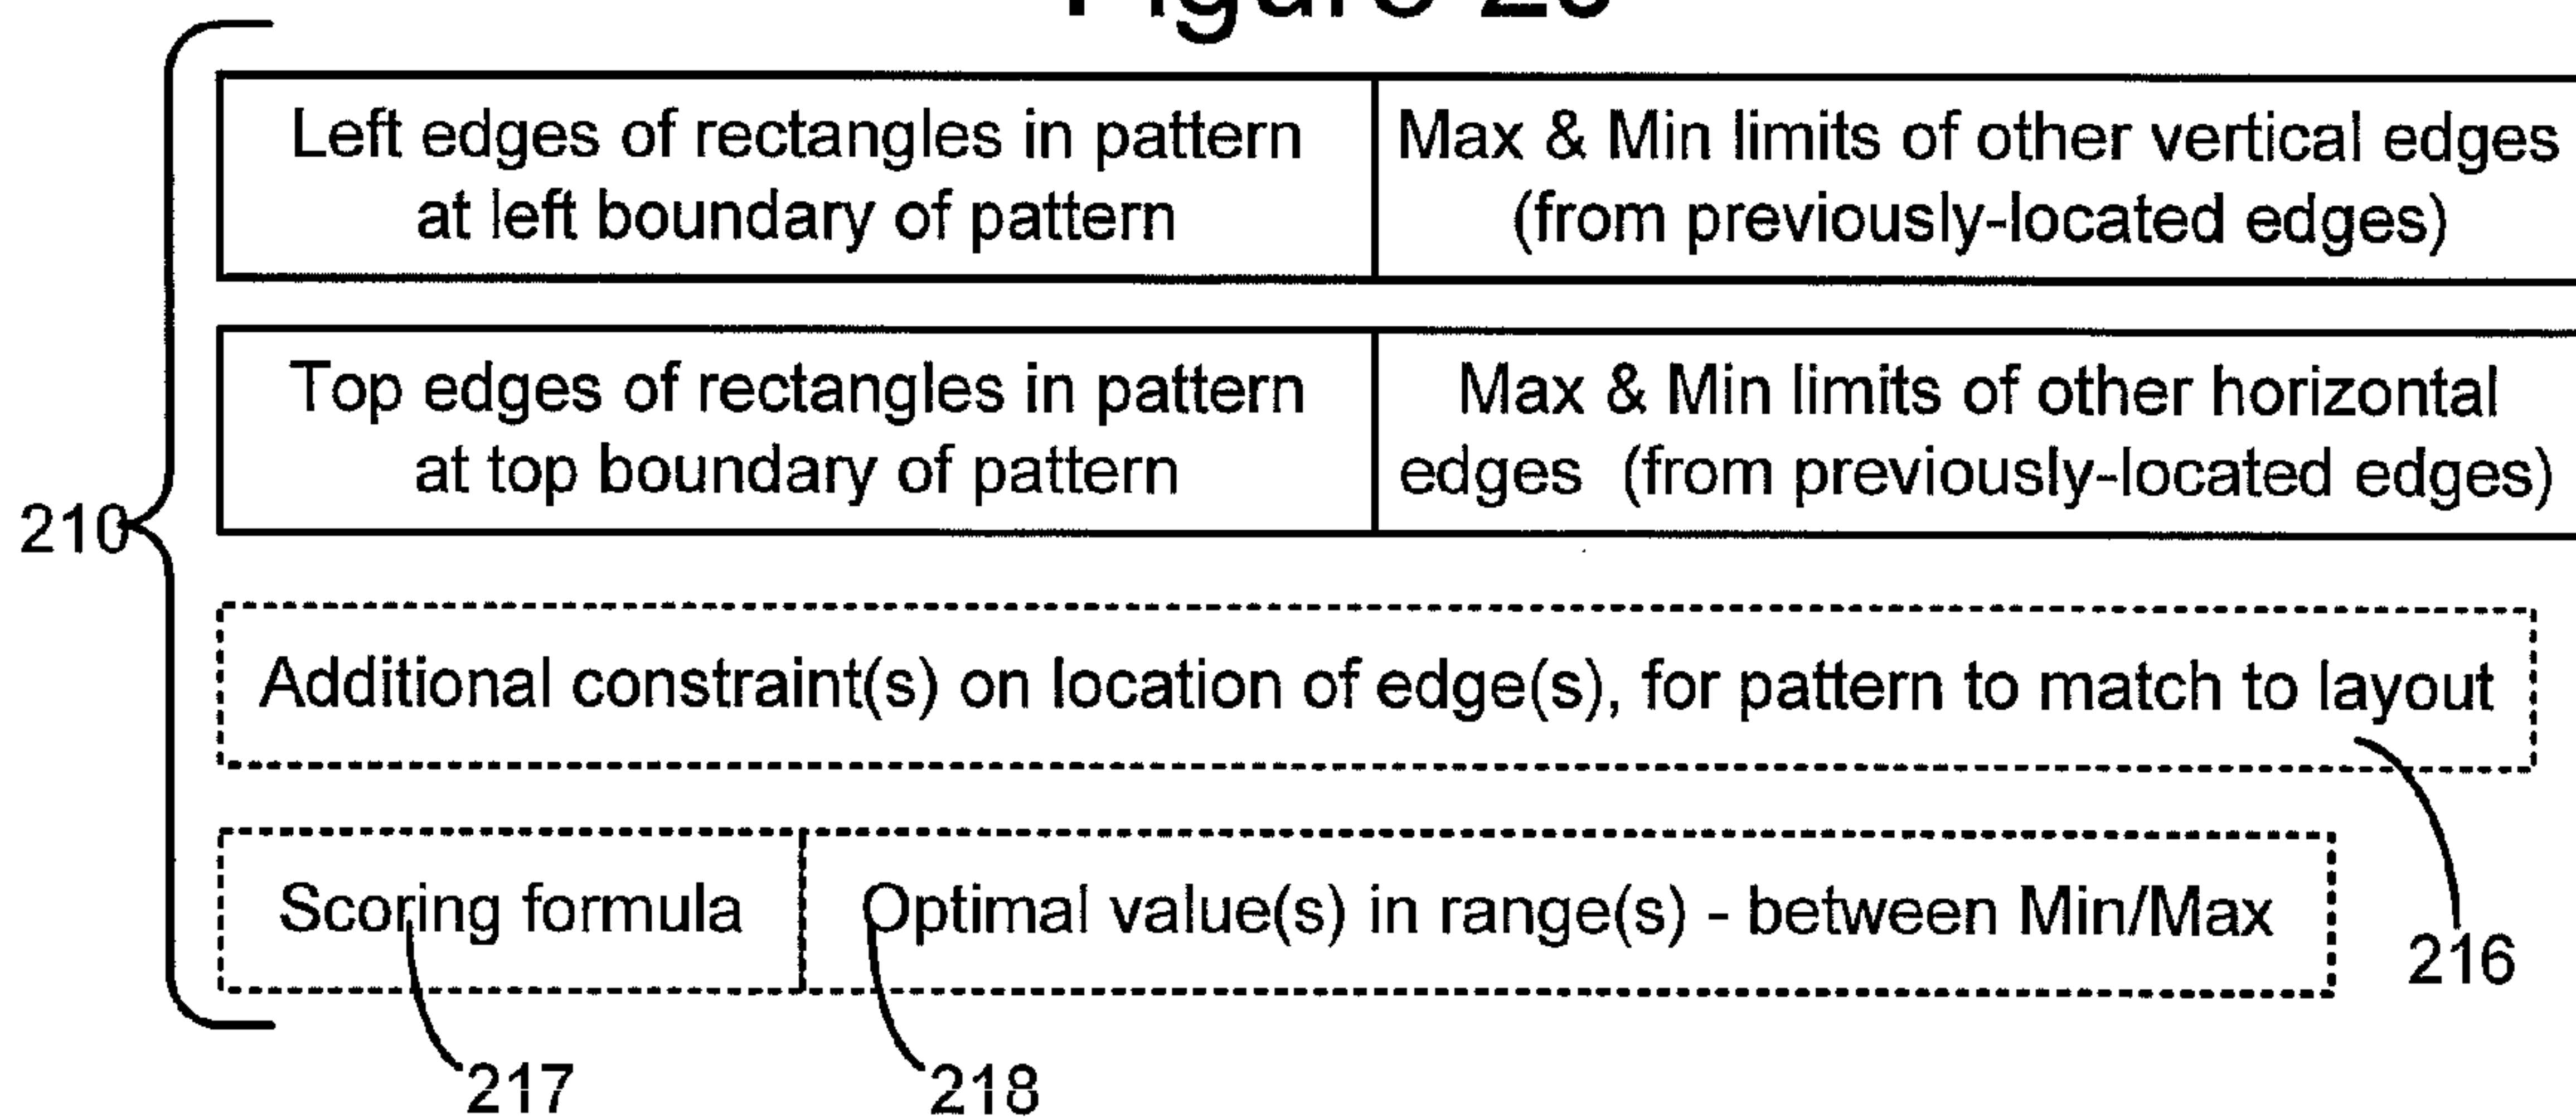 Left edges of rectangles in pattern
at left boundary of pattern
Max & Min limits of other vertical edges
(from previously-located edges)
Top edges of rectangles in pattern
at top boundary of pattern
Max & Min limits of other horizontal
edges (from previously-located edges)
210
Additional constraint(s) on location of edge(s), for pattern to match to layout
Scoring formula
Optimal value(s) in range(s) - between Min/Max
216
217
218